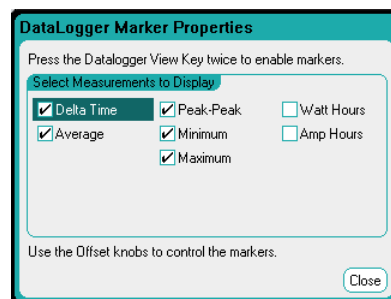 DataLogger Marker Properties
Press the Datalogger View Key twice to enable markers.
Select Measurements to Display
Delta Time Peak-Peak Watt Hours
Average Minimum Amp Hours
Maximum
Use the Offset knobs to control the markers.
Close